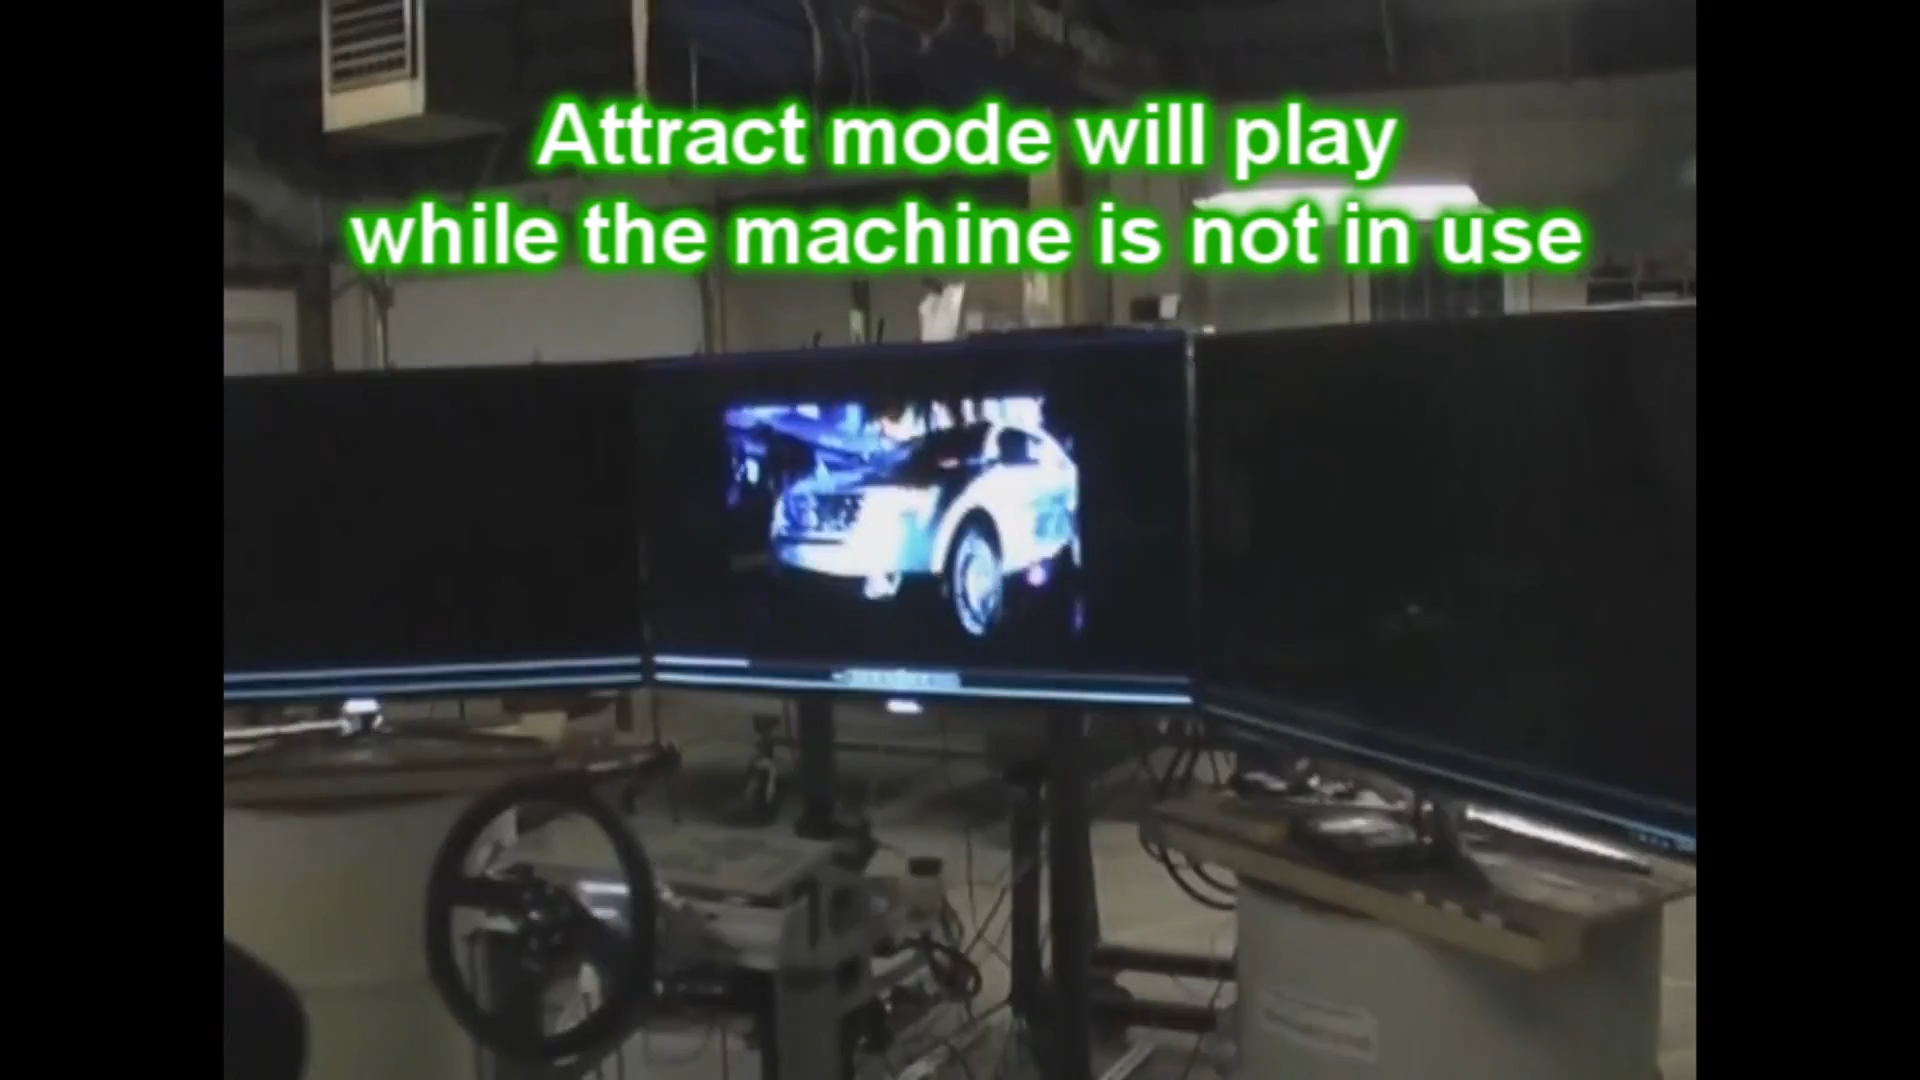 Attract mode will play
while the machine is not in use